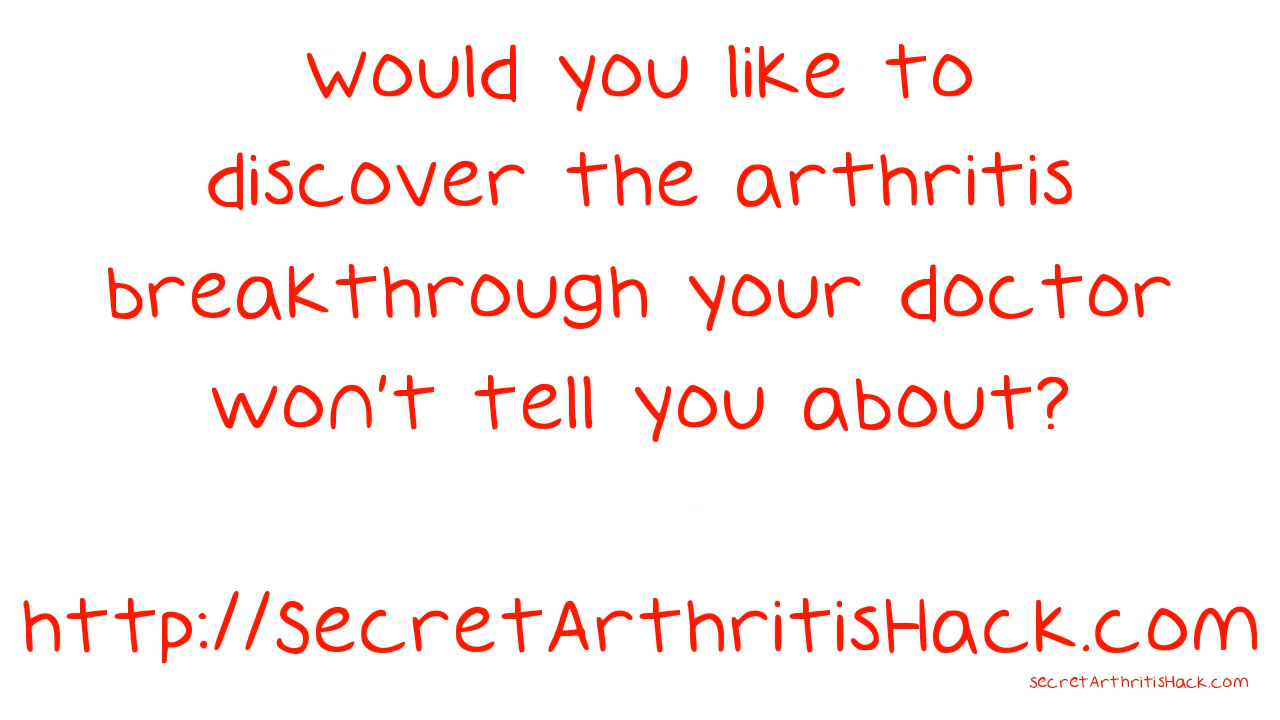 Would you like to
discover the arthritis
breakthrough your doctor
won't tell you about?
http://SecretArthritisHack.com
SecretArthritisHack.com